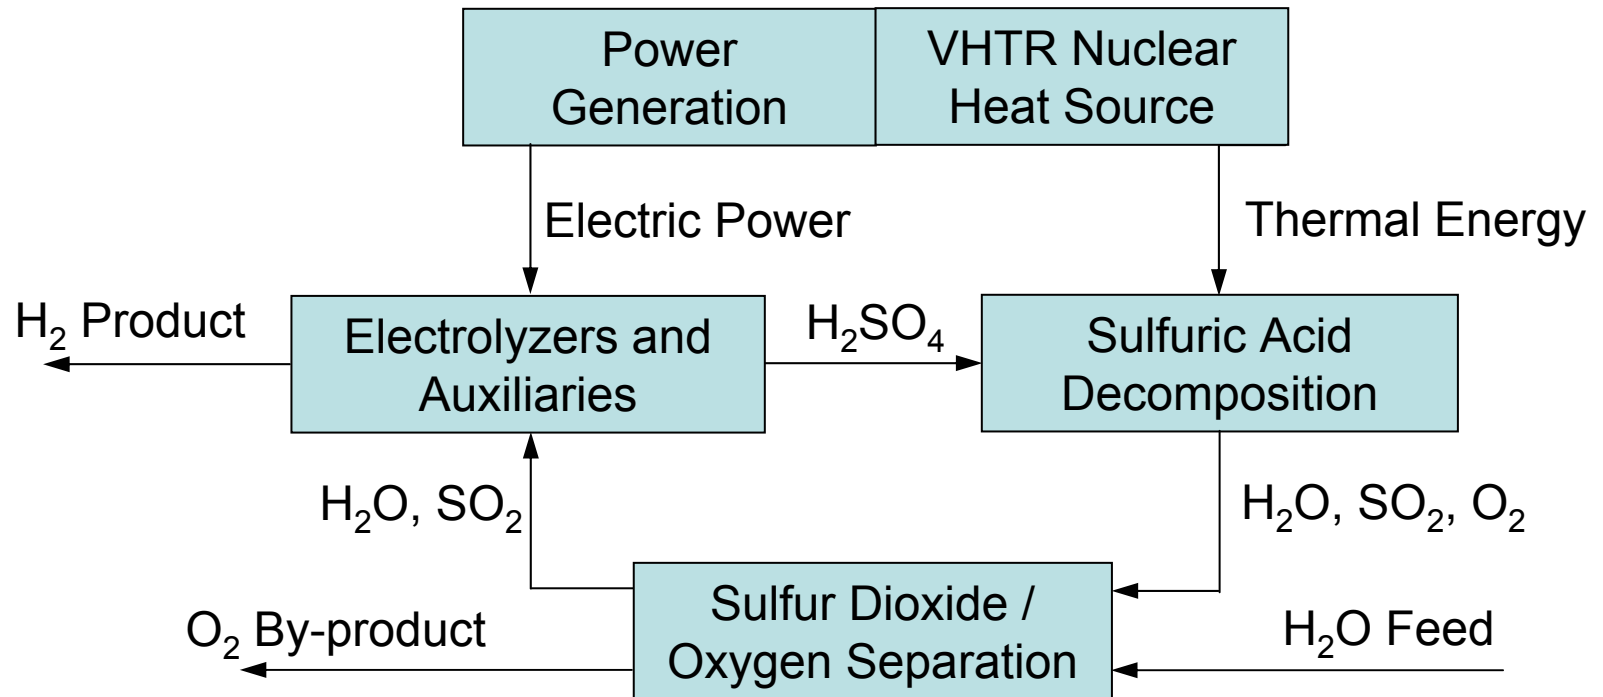 Power
Generation
VHTR Nuclear
Heat Source
Electric Power
Thermal Energy
H₂ Product
Electrolyzers and
Auxiliaries
H₂SO₄
Sulfuric Acid
Decomposition
H₂O, SO₂
H₂O, SO₂, O₂
Sulfur Dioxide /
Oxygen Separation
O₂ By-product
H₂O Feed